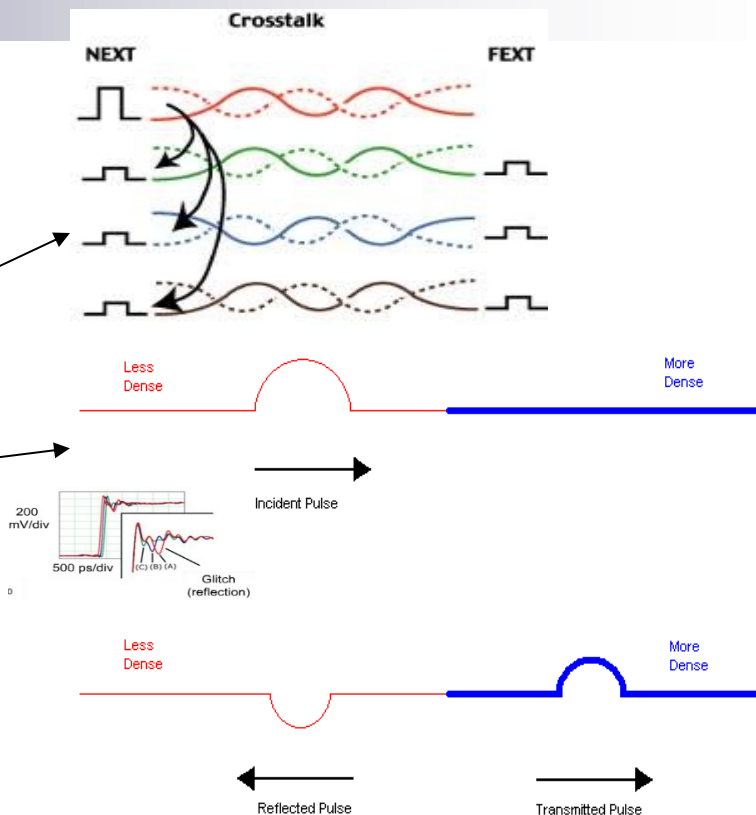 Crosstalk
NEXT
FEXT
Less
Dense
More
Dense
Incident Pulse
200
mV/div
500 ps/div
(C) (B) (A)
Glitch
(reflection)
Less
Dense
More
Dense
Reflected Pulse
Transmitted Pulse